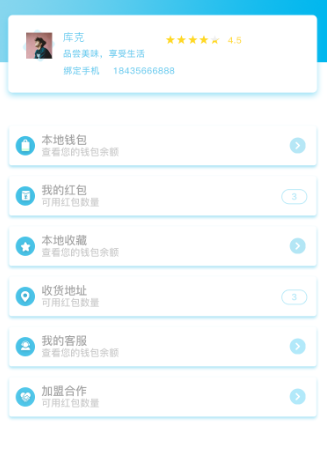 库克
4.5
品尝美味，享受生活
绑定手机 18435666888
本地钱包
查看您的钱包余额
我的红包
可用红包数量
3
本地收藏
查看您的钱包余额
收货地址
可用红包数量
3
我的客服
查看您的钱包余额
加盟合作
可用红包数量